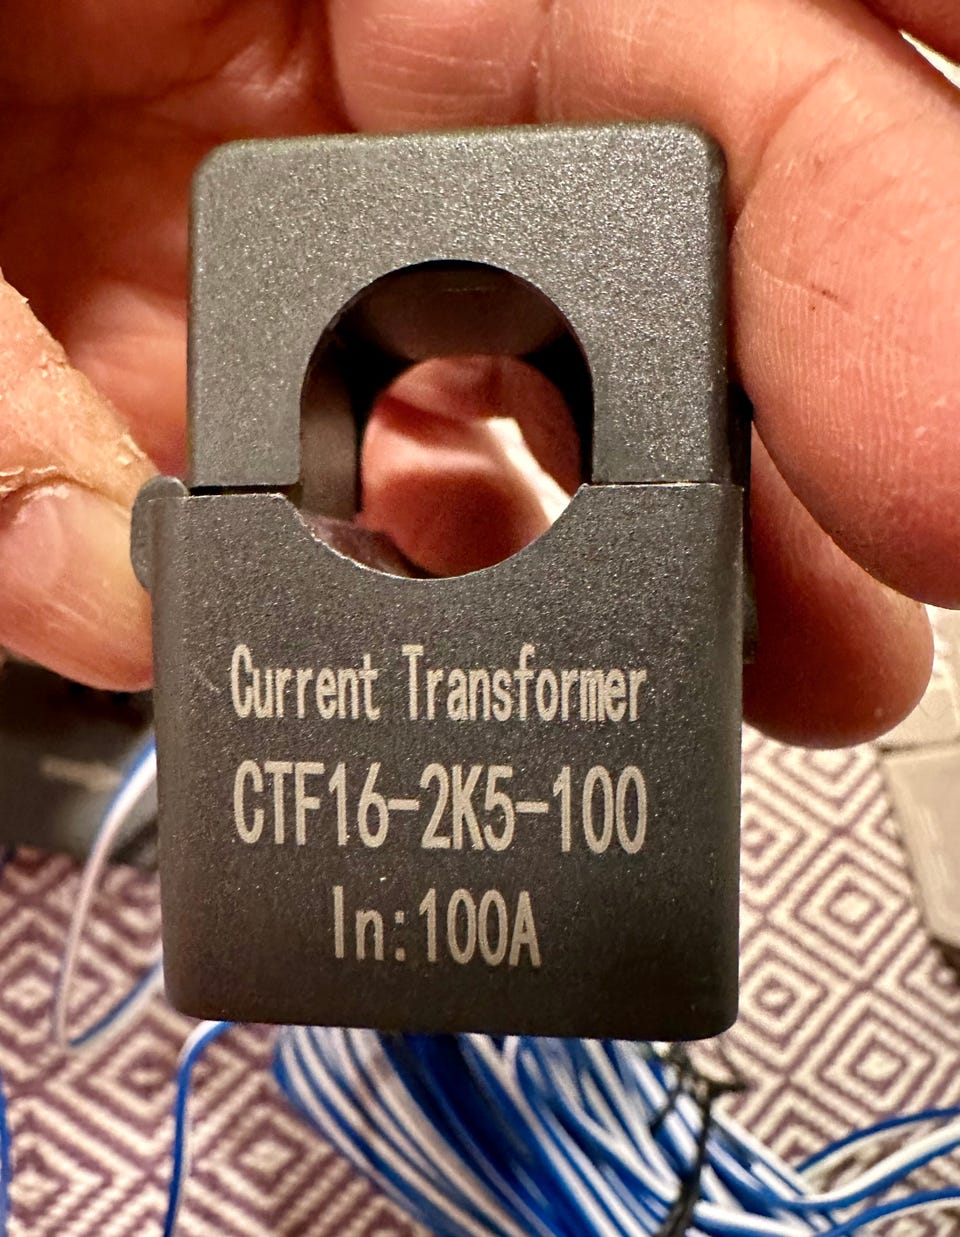 Current Transformer
CTF16-2K5-100
In:100A